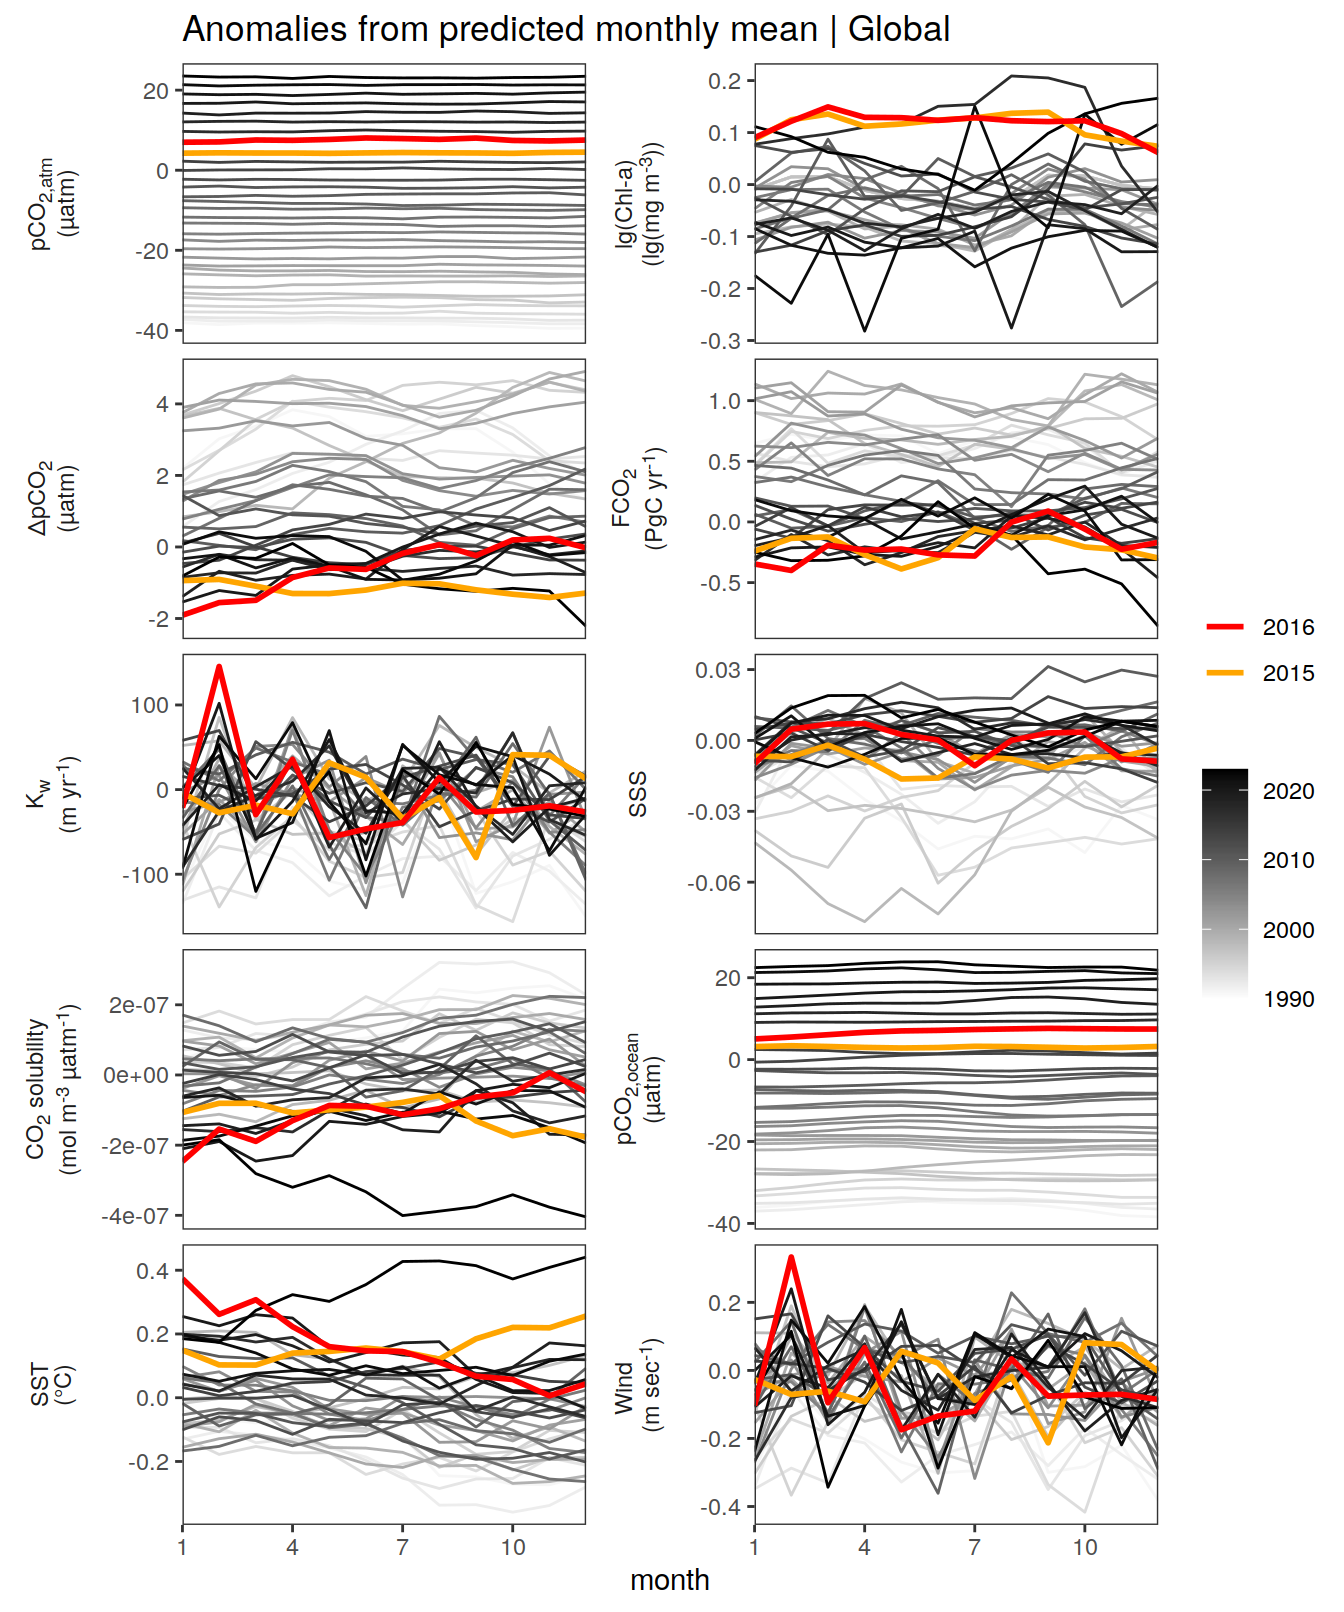 Anomalies from predicted monthly mean | Global
pCO2,atm
(µatm)
20
0
-20
-40
lg(Chl-a)
(lg(mg m-3))
0.2
0.1
0.0
-0.1
-0.2
-0.3
ΔpCO2
(µatm)
4
2
0
-2
FCO2
(PgC yr-1)
1.0
0.5
0.0
-0.5
Kw
(m yr-1)
100
0
-100
SSS
0.03
0.00
-0.03
-0.06
CO2 solubility
(mol m-3 µatm-1)
2e-07
0e+00
-2e-07
-4e-07
pCO2,ocean
(µatm)
20
0
-20
-40
SST
(°C)
0.4
0.2
0.0
-0.2
1 4 7 10
Wind
(m sec-1)
0.2
0.0
-0.2
-0.4
1 4 7 10
month
2016
2015
2020
2010
2000
1990